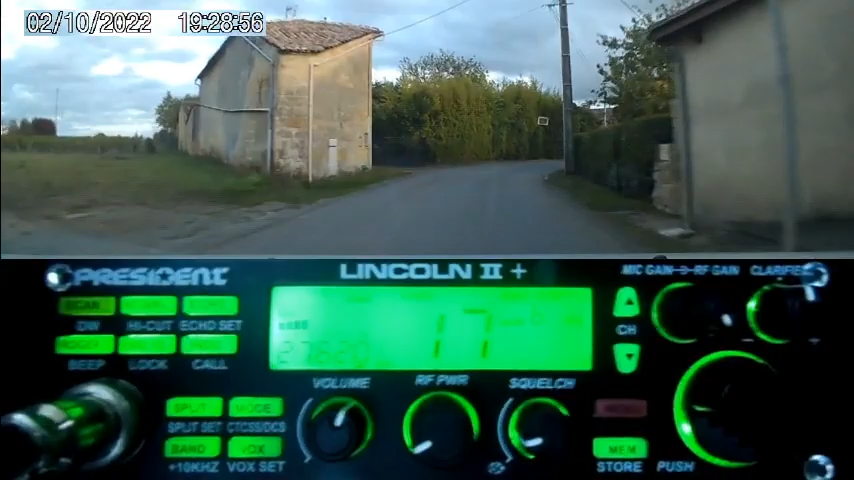 02/10/2022 19:28:56
PRESIDENT LINCOLN II + MIC GAIN RF GAIN CLARIFIER
SCAN
DW HI-CUT ECHO SET
CH
BEEP LOCK CALL
VOLUME RF PWR SQUELCH
17
SPLIT MODE
SPLIT SET CTCSS/DCS
BAND VOX MEM
+10KHZ VOX SET STORE PUSH